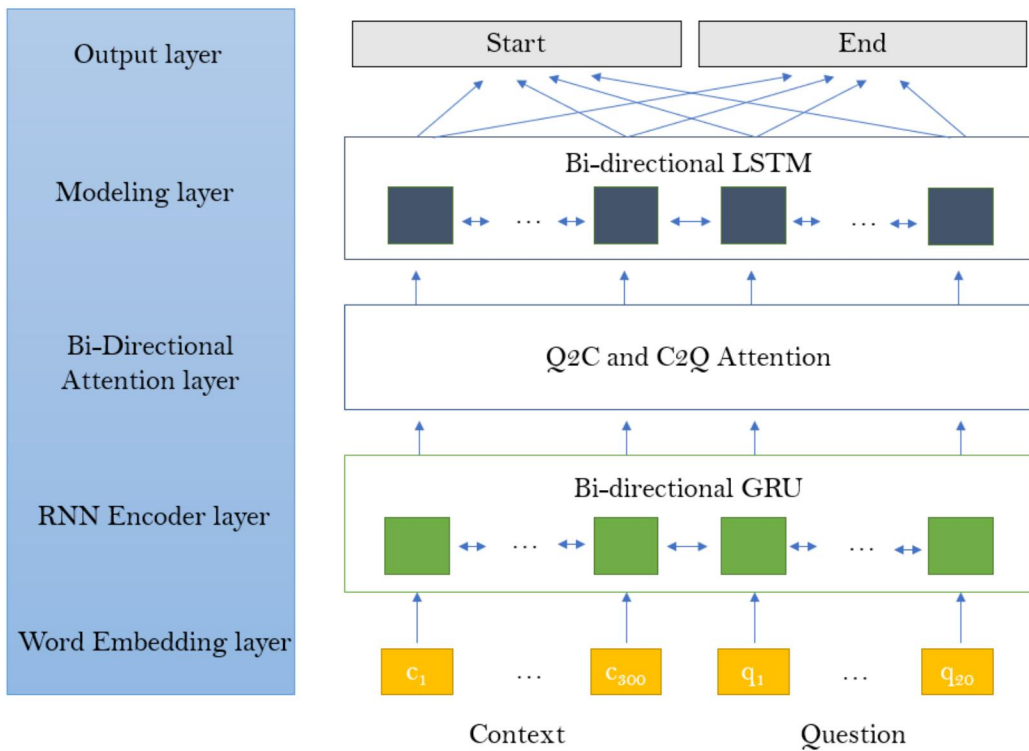 Output layer
Start
End
Modeling layer
Bi-directional LSTM
...
...
Bi-Directional
Attention layer
Q2C and C2Q Attention
RNN Encoder layer
Bi-directional GRU
...
...
Word Embedding layer
c₁ ... c₃₀₀ q₁ ... q₂₀
Context
Question